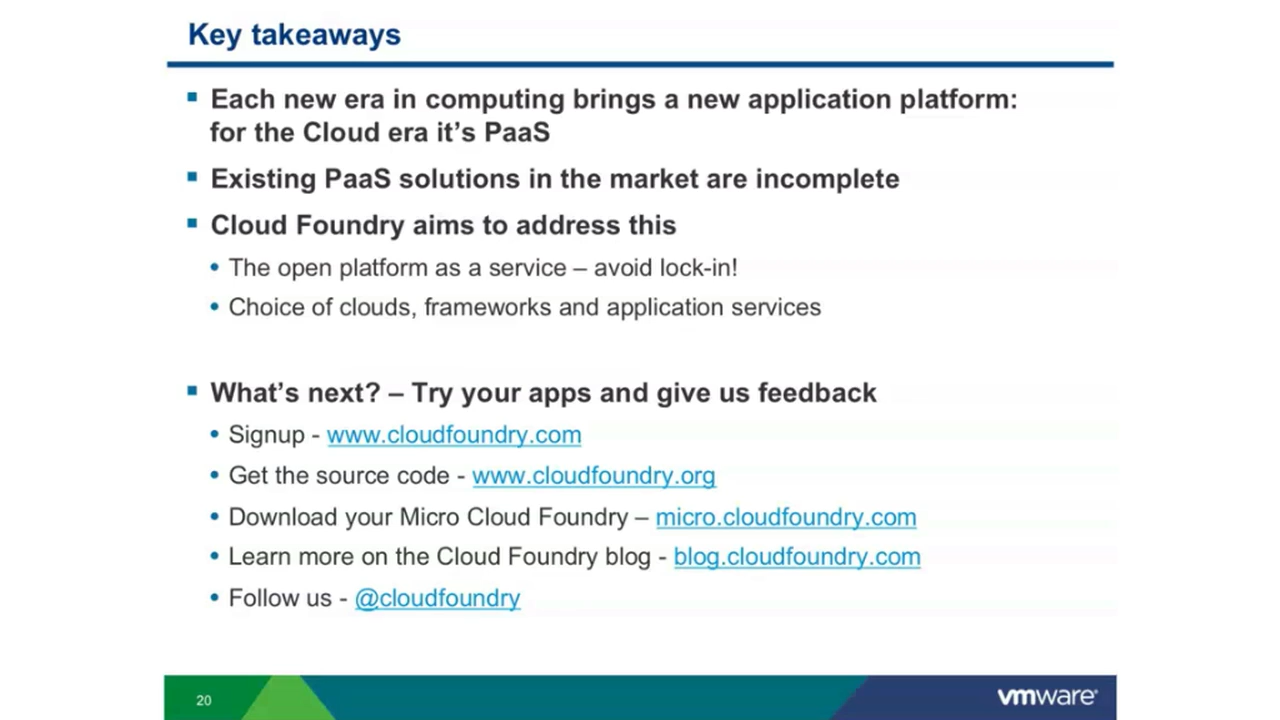 Key takeaways
▪ Each new era in computing brings a new application platform:
for the Cloud era it’s PaaS
▪ Existing PaaS solutions in the market are incomplete
▪ Cloud Foundry aims to address this
• The open platform as a service – avoid lock-in!
• Choice of clouds, frameworks and application services
▪ What’s next? – Try your apps and give us feedback
• Signup - www.cloudfoundry.com
• Get the source code - www.cloudfoundry.org
• Download your Micro Cloud Foundry – micro.cloudfoundry.com
• Learn more on the Cloud Foundry blog - blog.cloudfoundry.com
• Follow us - @cloudfoundry
20
vmware®